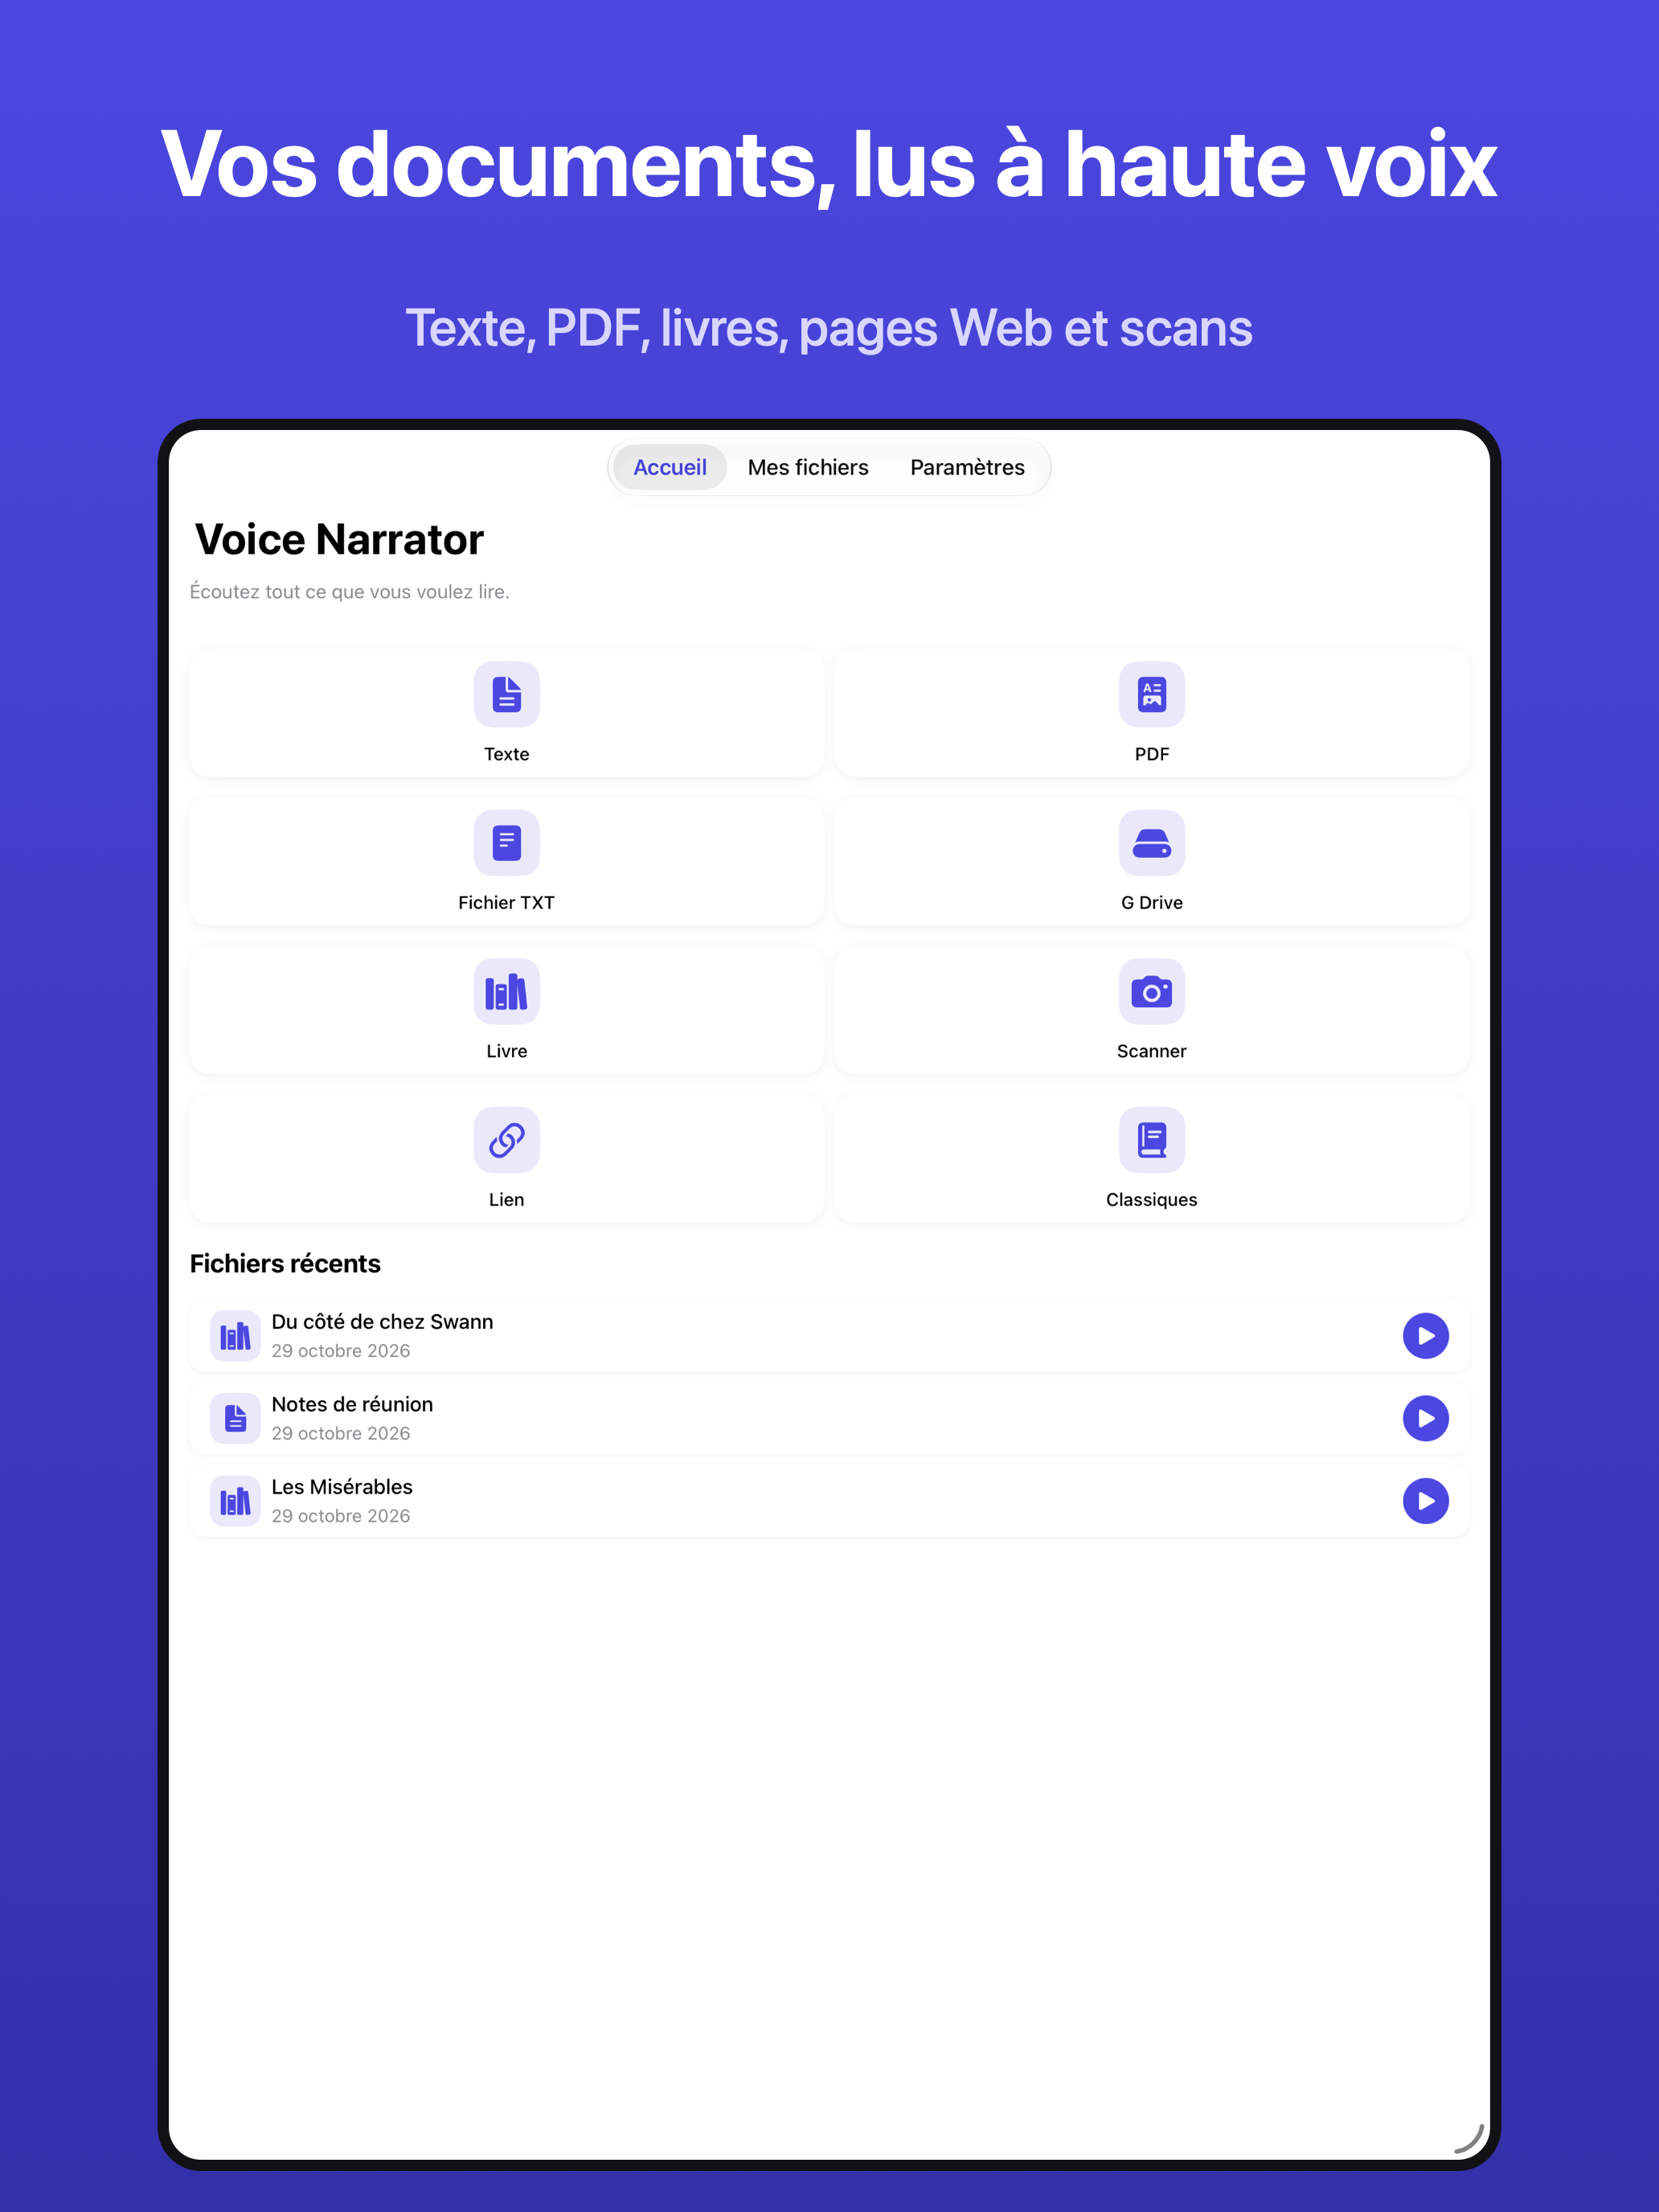 Vos documents, lus à haute voix
Texte, PDF, livres, pages Web et scans
Accueil Mes fichiers Paramètres
Voice Narrator
Écoutez tout ce que vous voulez lire.
Texte PDF
Fichier TXT G Drive
Livre Scanner
Lien Classiques
Fichiers récents
Du côté de chez Swann
29 octobre 2026
Notes de réunion
29 octobre 2026
Les Misérables
29 octobre 2026